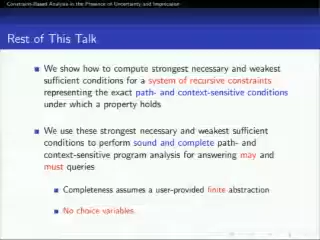 Constraint-Based Analysis in the Presence of Uncertainty and Imprecision
Rest of This Talk
We show how to compute strongest necessary and weakest
sufficient conditions for a system of recursive constraints
representing the exact path- and context-sensitive conditions
under which a property holds
We use these strongest necessary and weakest sufficient
conditions to perform sound and complete path- and
context-sensitive program analysis for answering may and
must queries
Completeness assumes a user-provided finite abstraction
No choice variables.